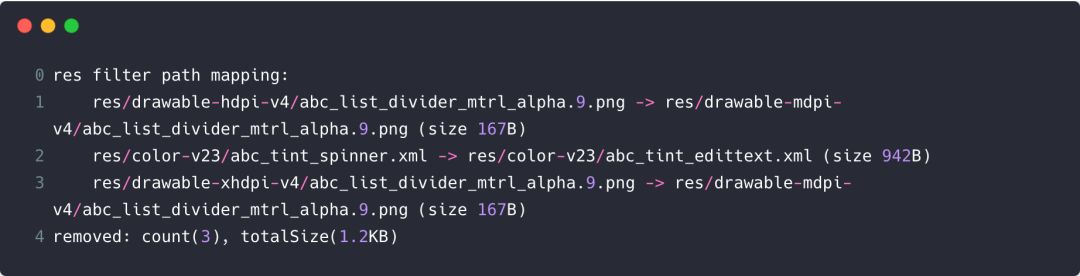 0 res filter path mapping:
1 res/drawable-hdpi-v4/abc_list_divider_mtrl_alpha.9.png -> res/drawable-mdpi-
v4/abc_list_divider_mtrl_alpha.9.png (size 167B)
2 res/color-v23/abc_tint_spinner.xml -> res/color-v23/abc_tint_edittext.xml (size 942B)
3 res/drawable-xhdpi-v4/abc_list_divider_mtrl_alpha.9.png -> res/drawable-mdpi-
v4/abc_list_divider_mtrl_alpha.9.png (size 167B)
4 removed: count(3), totalSize(1.2KB)